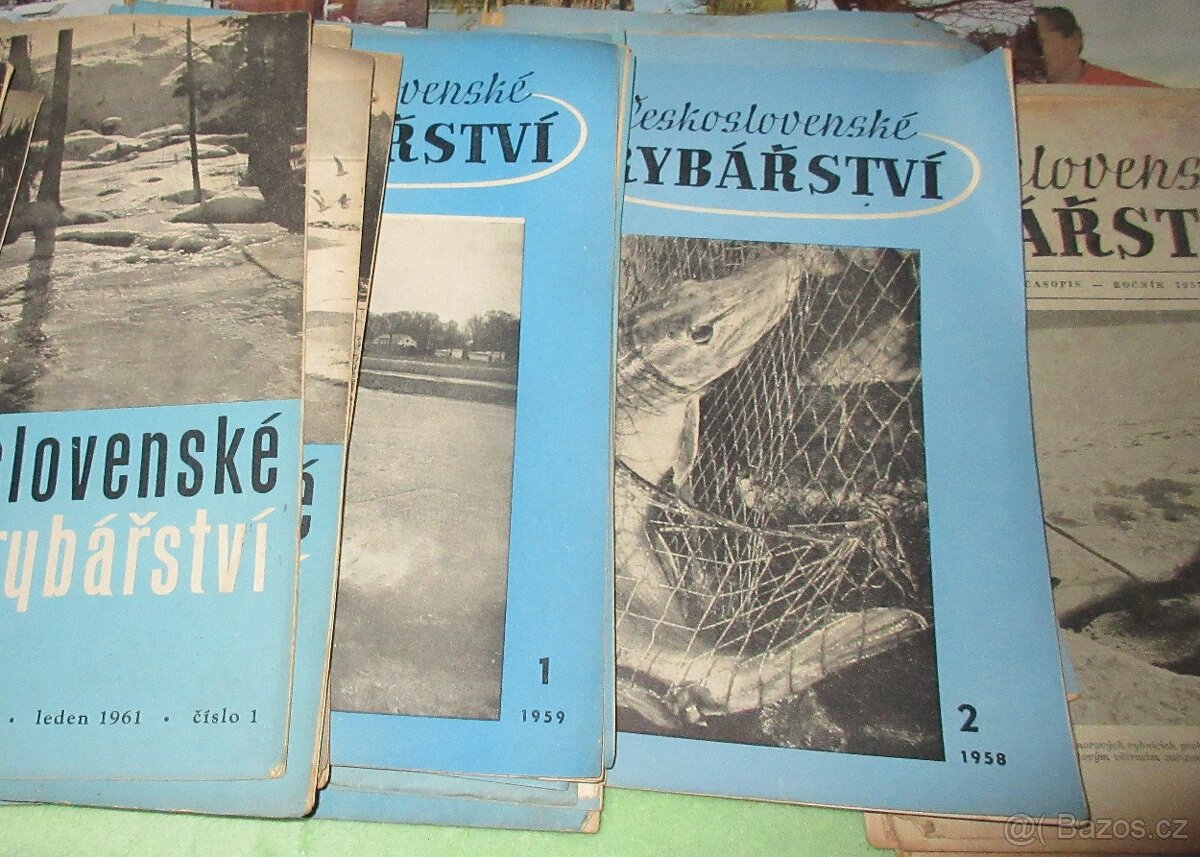 slovenské
rybářství
• leden 1961 • číslo 1
venské
ŘSTVÍ
1
1959
Československé
RYBÁŘSTVÍ
2
1958
slovens
ÁŘST
ČASOPIS — ROČNÍK 195
@( Bazos.cz